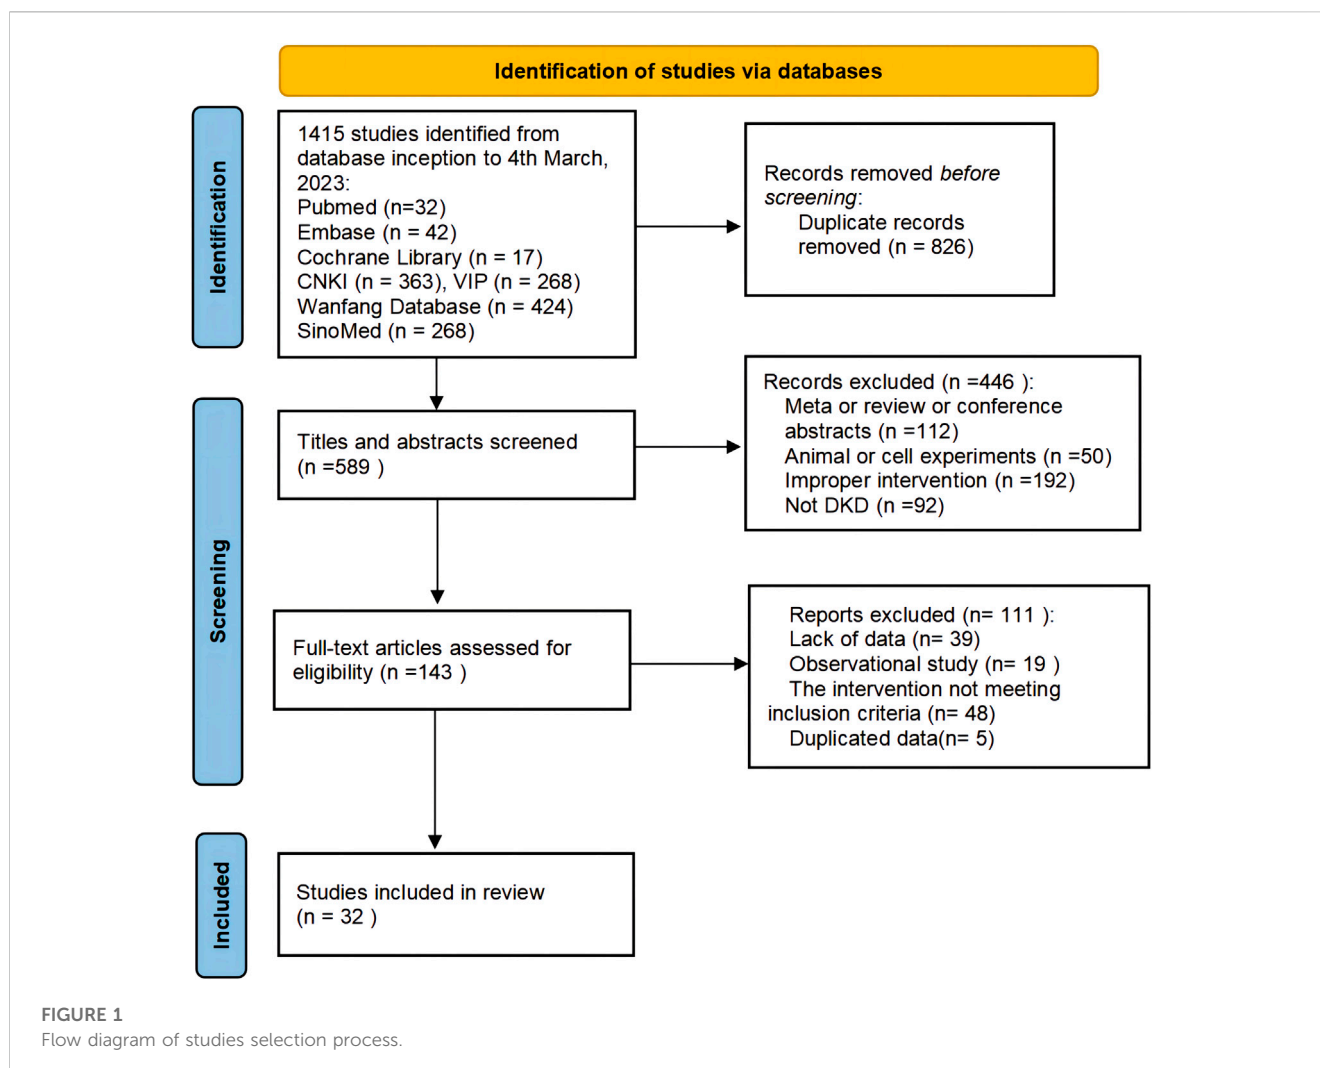 Identification of studies via databases
Identification
1415 studies identified from
database inception to 4th March,
2023:
Pubmed (n=32)
Embase (n = 42)
Cochrane Library (n = 17)
CNKI (n = 363), VIP (n = 268)
Wanfang Database (n = 424)
SinoMed (n = 268)
Records removed before
screening:
Duplicate records
removed (n = 826)
Screening
Titles and abstracts screened
(n =589 )
Records excluded (n =446 ):
Meta or review or conference
abstracts (n =112)
Animal or cell experiments (n =50)
Improper intervention (n =192)
Not DKD (n =92)
Full-text articles assessed for
eligibility (n =143 )
Reports excluded (n= 111 ):
Lack of data (n= 39)
Observational study (n= 19 )
The intervention not meeting
inclusion criteria (n= 48)
Duplicated data(n= 5)
Included
Studies included in review
(n = 32 )
FIGURE 1
Flow diagram of studies selection process.